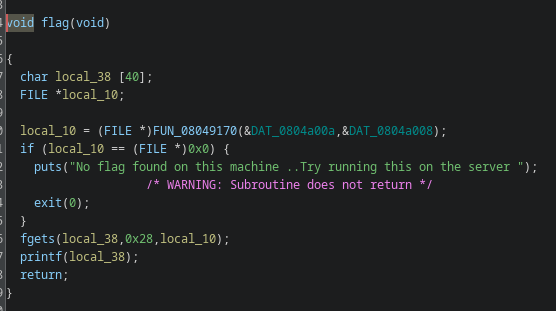 void flag(void)
{
char local_38 [40];
FILE *local_10;
local_10 = (FILE *)FUN_08049170(&DAT_0804a00a,&DAT_0804a008);
if (local_10 == (FILE *)0x0) {
puts("No flag found on this machine ..Try running this on the server ");
/* WARNING: Subroutine does not return */
exit(0);
}
fgets(local_38,0x28,local_10);
printf(local_38);
return;
}